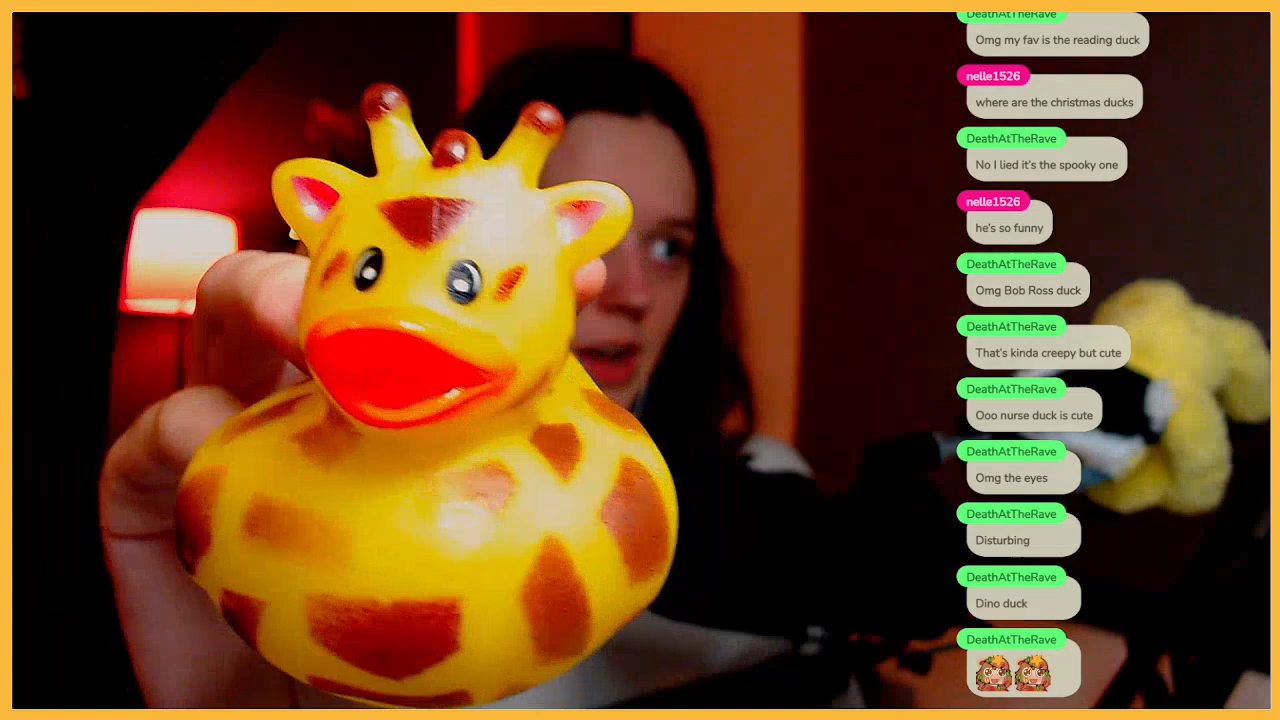 DeathAtTheRave
Omg my fav is the reading duck
nelle1526
where are the christmas ducks
DeathAtTheRave
No I lied it's the spooky one
nelle1526
he's so funny
DeathAtTheRave
Omg Bob Ross duck
DeathAtTheRave
That's kinda creepy but cute
DeathAtTheRave
Ooo nurse duck is cute
DeathAtTheRave
Omg the eyes
DeathAtTheRave
Disturbing
DeathAtTheRave
Dino duck
DeathAtTheRave